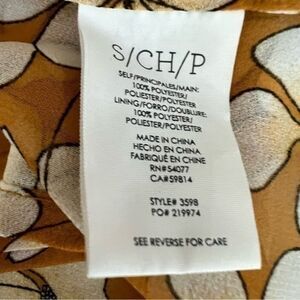 S/CH/P
SELF/PRINCIPALES/MAIN:
100% POLYESTER/
POLIESTER/POLYESTER
LINING/FORRO/DOUBLURE:
100% POLYESTER/
POLIESTER/POLYESTER
MADE IN CHINA
HECHO EN CHINA
FABRIQUÉ EN CHINE
RN#54077
CA#59814
STYLE# 3598
PO# 219974
SEE REVERSE FOR CARE